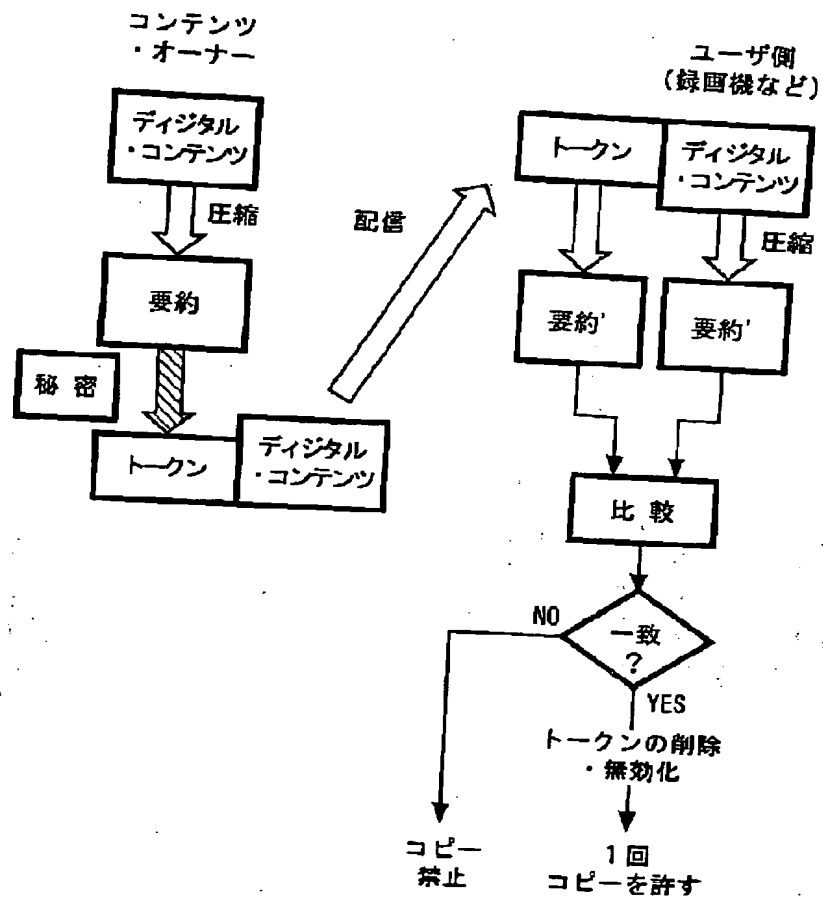 コンテンツ
・オーナー
ディジタル
・コンテンツ
圧縮
要約
秘密
トークン
ディジタル
・コンテンツ
配信
ユーザ側
(録画機など)
トークン
ディジタル
・コンテンツ
圧縮
要約'
要約'
比較
一致
?
NO
YES
トークンの削除
・無効化
コピー
禁止
1回
コピーを許す